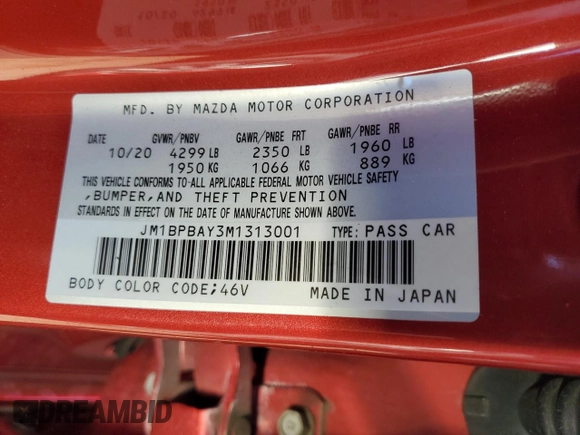 MFD. BY MAZDA MOTOR CORPORATION
DATE GVWR/PNBV GAWR/PNBE FRT GAWR/PNBE RR
10/20 4299 LB 2350 LB 1960 LB
1950 KG 1066 KG 889 KG
THIS VEHICLE CONFORMS TO ALL APPLICABLE FEDERAL MOTOR VEHICLE SAFETY
,BUMPER,AND THEFT PREVENTION
STANDARDS IN EFFECT ON THE DATE OF MANUFACTURE SHOWN ABOVE.
JM1BPBAY3M1313001 TYPE: PASS CAR
BODY COLOR CODE;46V MADE IN JAPAN
DREAMBID